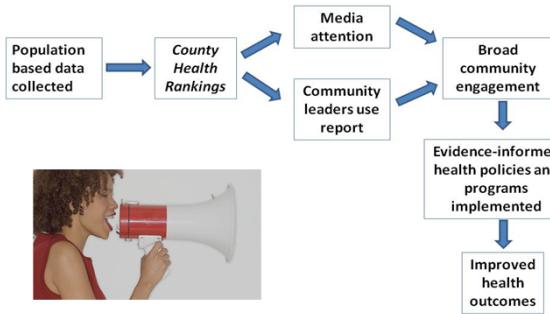 Population
based data
collected
County
Health
Rankings
Media
attention
Community
leaders use
report
Broad
community
engagement
Evidence-informe
health policies an
programs
implemented
Improved
health
outcomes